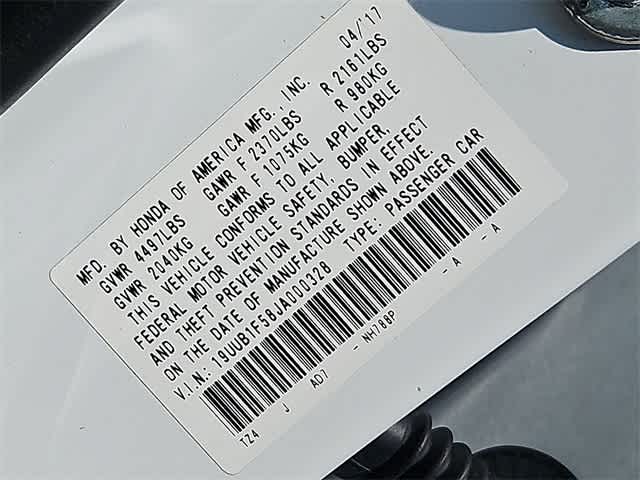 MFD. BY HONDA OF AMERICA MFG.,INC. 04/'17
GVWR 4497LBS GAWR F 2370LBS R 2161LBS
GVWR 2040KG GAWR F 1075KG R 980KG
THIS VEHICLE CONFORMS TO ALL APPLICABLE
FEDERAL MOTOR VEHICLE SAFETY, BUMPER,
AND THEFT PREVENTION STANDARDS IN EFFECT
ON THE DATE OF MANUFACTURE SHOWN ABOVE.
V.I.N.: 19UUB1F58JA000328 TYPE: PASSENGER CAR
TZ4 J AD7 - NH788P - A - A